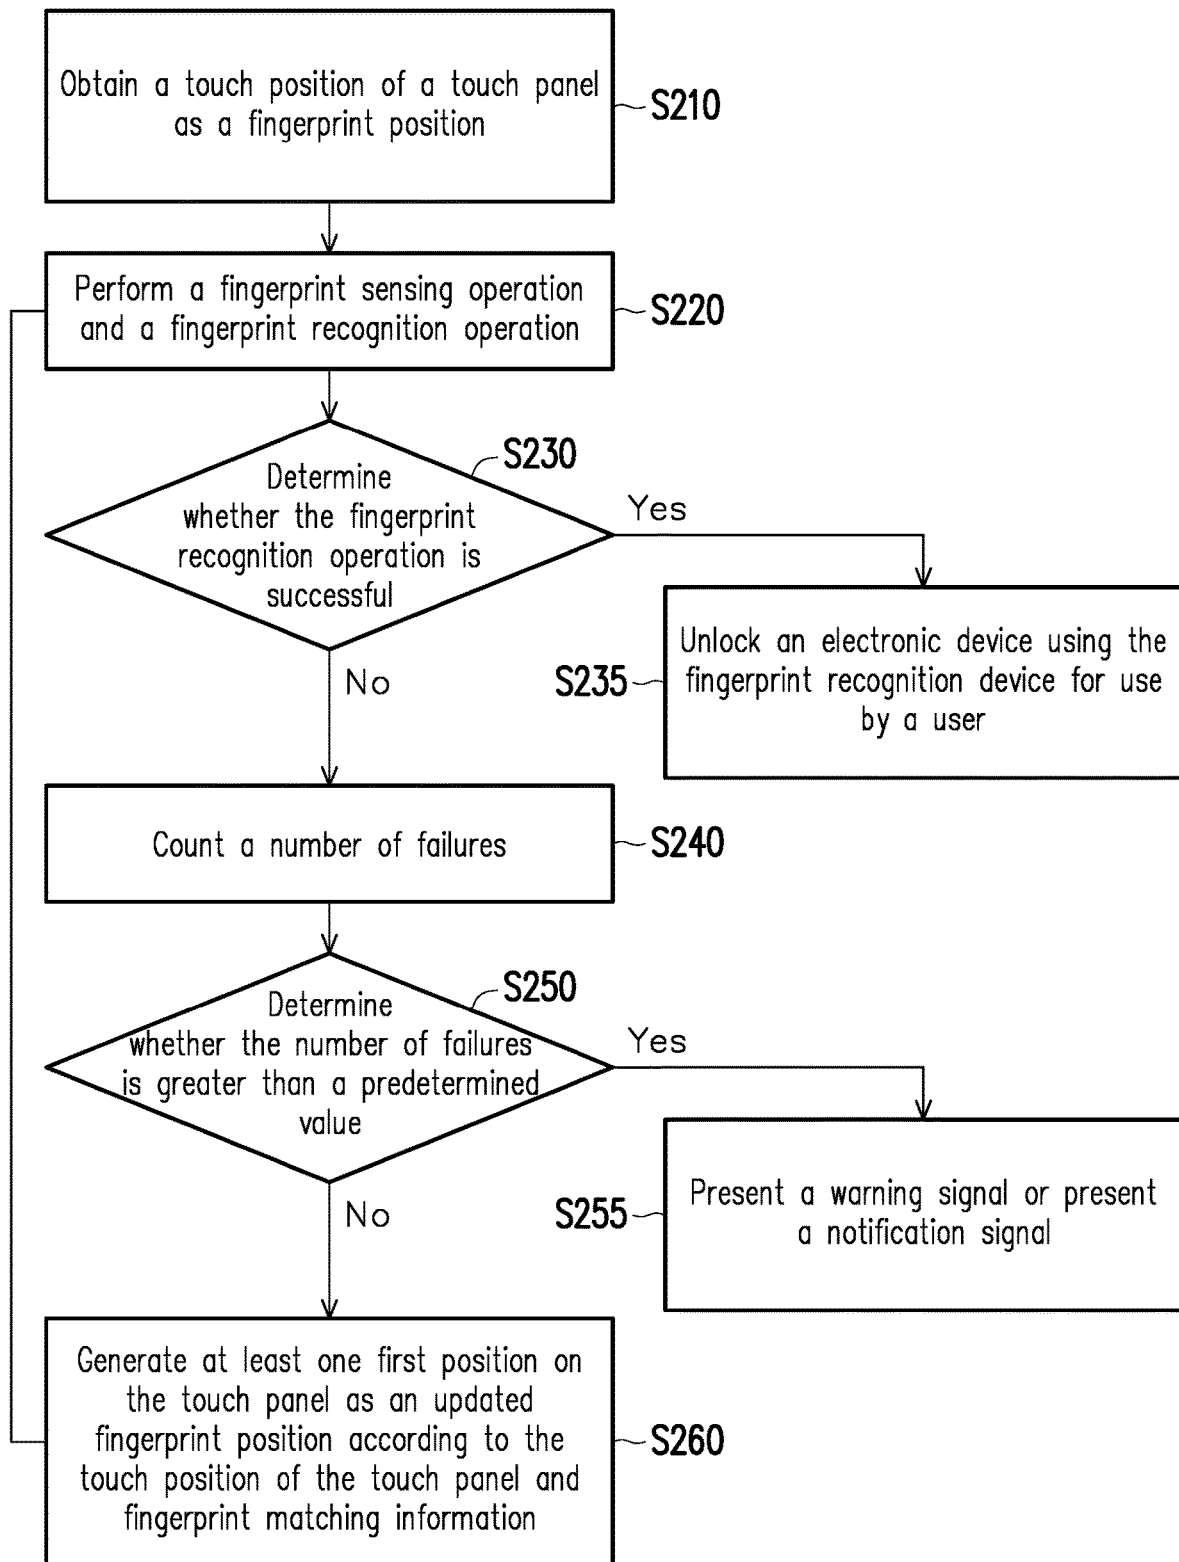 Obtain a touch position of a touch panel
as a fingerprint position
S210
Perform a fingerprint sensing operation
and a fingerprint recognition operation
S220
S230
Determine
whether the fingerprint
recognition operation is
successful
Yes
No
S235
Unlock an electronic device using the
fingerprint recognition device for use
by a user
Count a number of failures
S240
S250
Determine
whether the number of failures
is greater than a predetermined
value
Yes
No
S255
Present a warning signal or present
a notification signal
Generate at least one first position on
the touch panel as an updated
fingerprint position according to the
touch position of the touch panel and
fingerprint matching information
S260